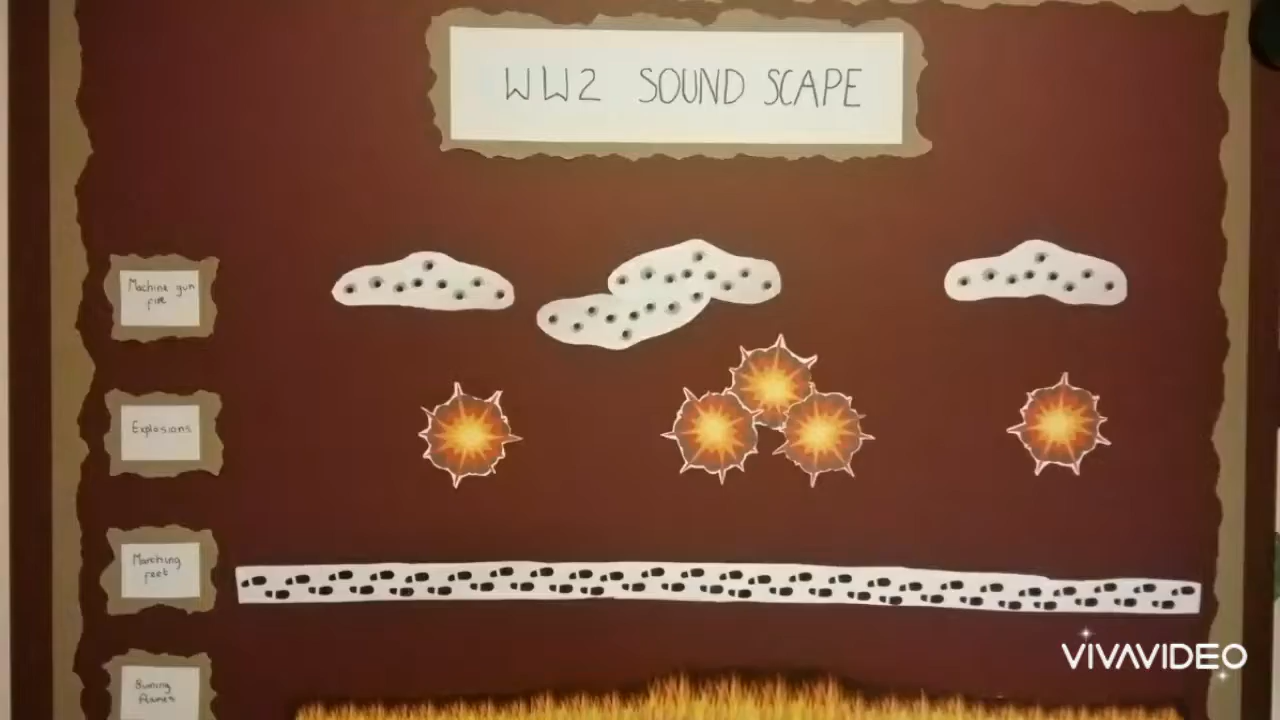 WW2 SOUND SCAPE
Machine gun
fire
Explosions
Marching
feet
Burning
flames
VIVAVIDEO